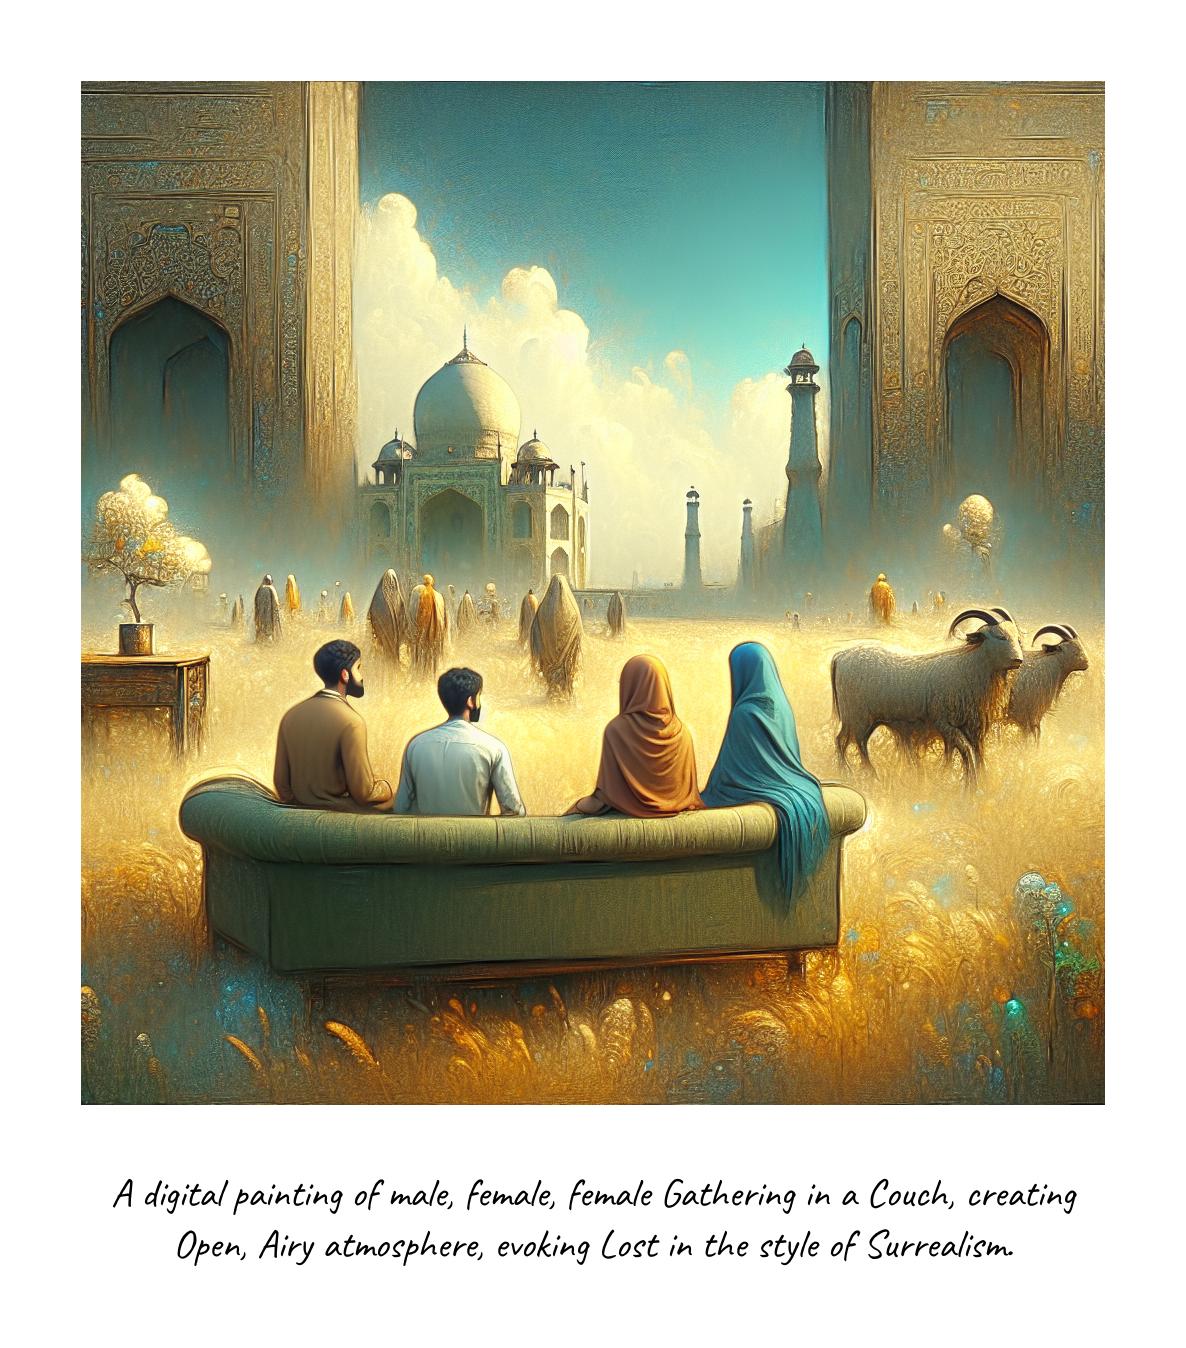 A digital painting of male, female, female Gathering in a Couch, creating
Open, Airy atmosphere, evoking Lost in the style of Surrealism.